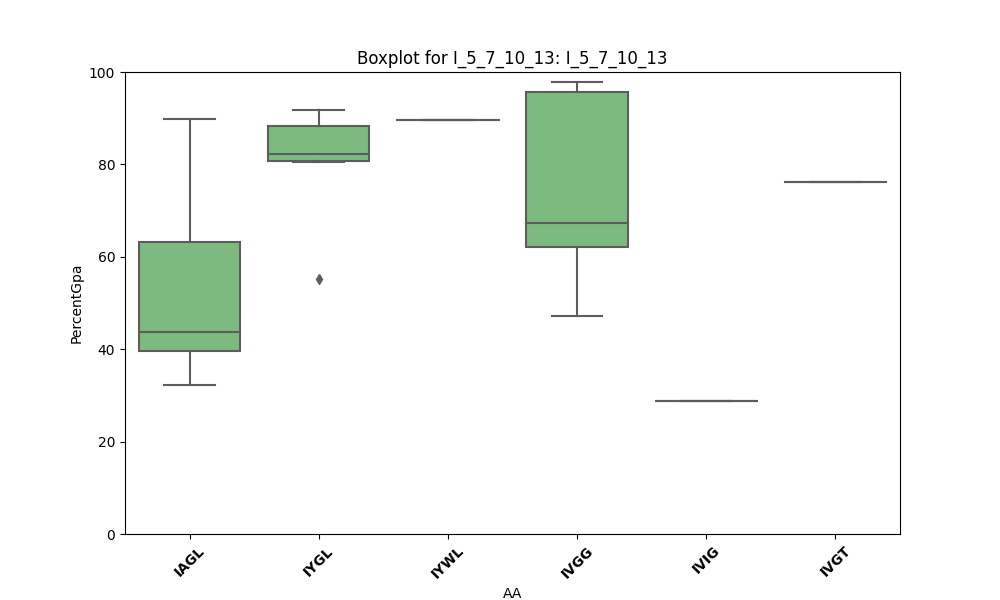 Boxplot for I_5_7_10_13: I_5_7_10_13
PercentGpa
100
80
60
40
20
0
IAGL
IYGL
IYWL
IVGG
IVIG
IVGT
AA